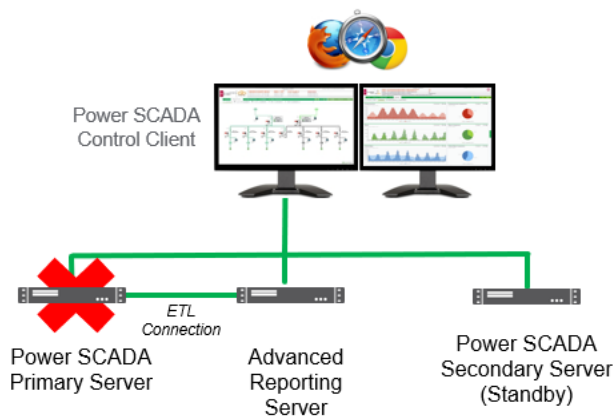 Power SCADA
Control Client
ETL
Connection
Power SCADA
Primary Server
Advanced
Reporting
Server
Power SCADA
Secondary Server
(Standby)